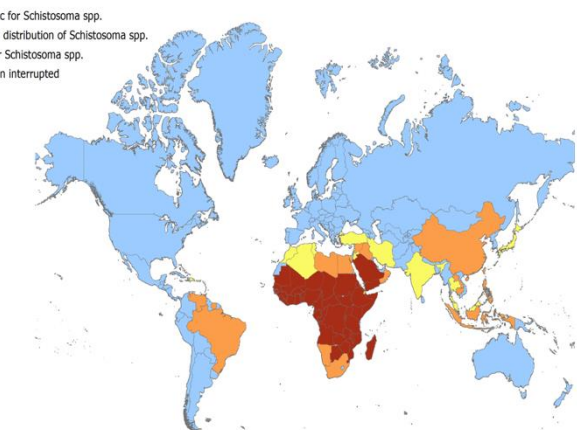 c for Schistosoma spp.
distribution of Schistosoma spp.
r Schistosoma spp.
n interrupted